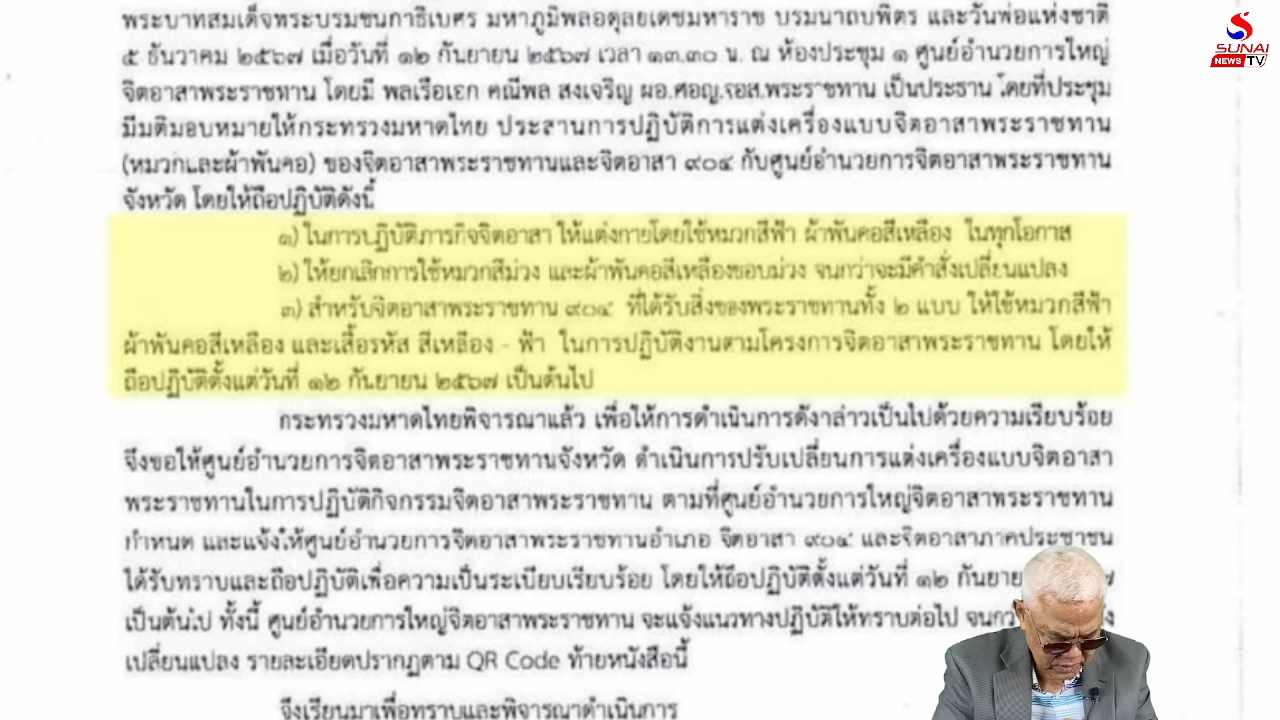 พระบาทสมเด็จพระบรมชนกาธิเบศร มหาภูมิพลอดุลยเดชมหาราช บรมนาถบพิตร และวันพ่อแห่งชาติ
๕ ธันวาคม ๒๕๖๗ เมื่อวันที่ ๑๒ กันยายน ๒๕๖๗ เวลา ๑๓.๓๐ น. ณ ห้องประชุม ๑ ศูนย์อำนวยการใหญ่
จิตอาสาพระราชทาน โดยมี พลเรือเอก คณีพล สงเจริญ ผอ.ศอญ.จอส.พระราชทาน เป็นประธาน โดยที่ประชุม
มีมติมอบหมายให้กระทรวงมหาดไทย ประสานการปฏิบัติการแต่งเครื่องแบบจิตอาสาพระราชทาน
(หมวกและผ้าพันคอ) ของจิตอาสาพระราชทานและจิตอาสา ๙๐๔ กับศูนย์อำนวยการจิตอาสาพระราชทาน
จังหวัด โดยให้ถือปฏิบัติดังนี้
๑) ในการปฏิบัติภารกิจจิตอาสา ให้แต่งกายโดยใช้หมวกสีฟ้า ผ้าพันคอสีเหลือง ในทุกโอกาส
๒) ให้ยกเลิกการใช้หมวกสีม่วง และผ้าพันคอสีเหลืองขอบม่วง จนกว่าจะมีคำสั่งเปลี่ยนแปลง
๓) สำหรับจิตอาสาพระราชทาน ๙๐๔ ที่ได้รับสิ่งของพระราชทานทั้ง ๒ แบบ ให้ใช้หมวกสีฟ้า
ผ้าพันคอสีเหลือง และเสื้อรหัส สีเหลือง - ฟ้า ในการปฏิบัติงานตามโครงการจิตอาสาพระราชทาน โดยให้
ถือปฏิบัติตั้งแต่วันที่ ๑๒ กันยายน ๒๕๖๗ เป็นต้นไป
กระทรวงมหาดไทยพิจารณาแล้ว เพื่อให้การดำเนินการดังกล่าวเป็นไปด้วยความเรียบร้อย
จึงขอให้ศูนย์อำนวยการจิตอาสาพระราชทานจังหวัด ดำเนินการปรับเปลี่ยนการแต่งเครื่องแบบจิตอาสา
พระราชทานในการปฏิบัติกิจกรรมจิตอาสาพระราชทาน ตามที่ศูนย์อำนวยการใหญ่จิตอาสาพระราชทาน
กำหนด และแจ้งให้ศูนย์อำนวยการจิตอาสาพระราชทานอำเภอ จิตอาสา ๙๐๔ และจิตอาสาภาคประชาชน
ได้รับทราบและถือปฏิบัติเพื่อความเป็นระเบียบเรียบร้อย โดยให้ถือปฏิบัติตั้งแต่วันที่ ๑๒
เป็นต้นไป ทั้งนี้ ศูนย์อำนวยการใหญ่จิตอาสาพระราชทาน จะแจ้งแนวทางปฏิบัติให้ทราบต่อไป
เปลี่ยนแปลง รายละเอียดปรากฏตาม QR Code ท้ายหนังสือนี้
จึงเรียนมาเพื่อทราบและพิจารณาดำเนินการ
SUNAI
NEWS TV